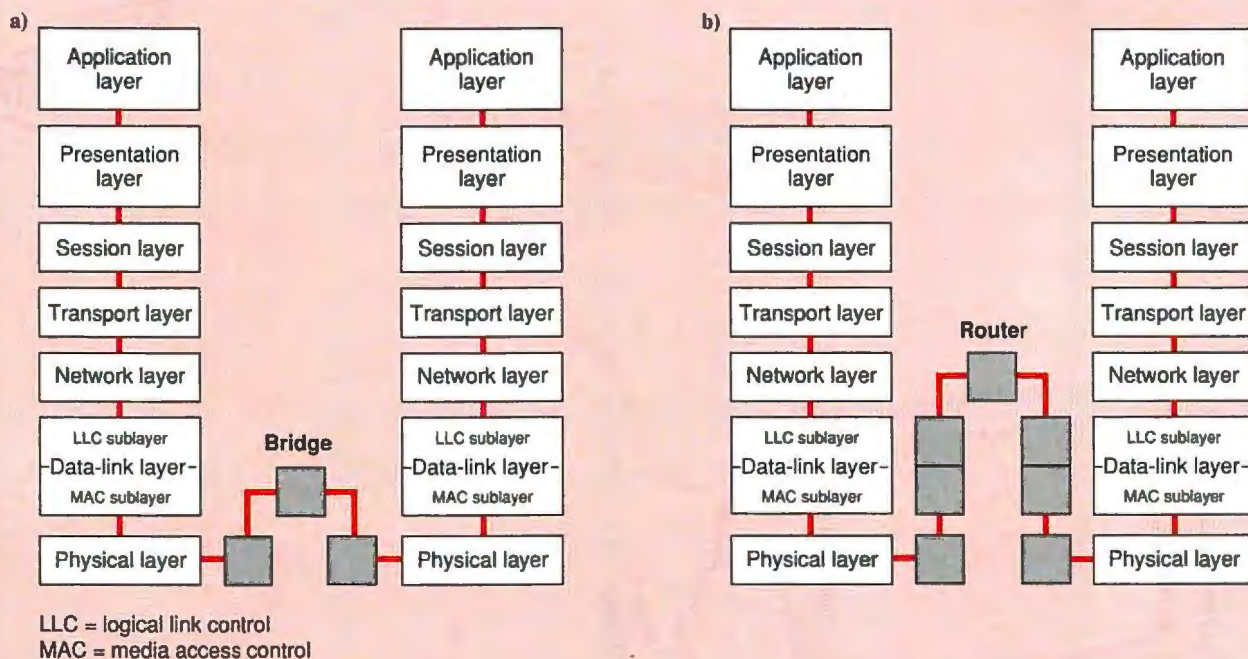 a)
Application
layer
Presentation
layer
Session layer
Transport layer
Network layer
LLC sublayer
Data-link layer
MAC sublayer
Physical layer
Bridge
Application
layer
Presentation
layer
Session layer
Transport layer
Network layer
LLC sublayer
Data-link layer
MAC sublayer
Physical layer
LLC = logical link control
MAC = media access control
b)
Application
layer
Presentation
layer
Session layer
Transport layer
Network layer
LLC sublayer
Data-link layer
MAC sublayer
Physical layer
Router
Application
layer
Presentation
layer
Session layer
Transport layer
Network layer
LLC sublayer
Data-link layer
MAC sublayer
Physical layer